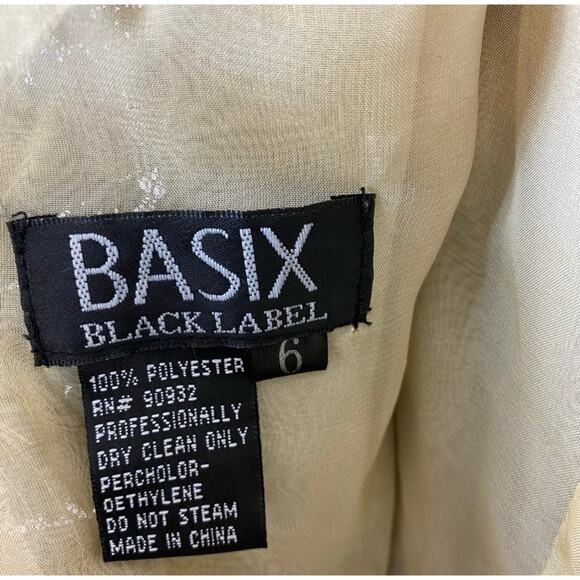 BASIX
BLACK LABEL
6
100% POLYESTER
RN# 90932
PROFESSIONALLY
DRY CLEAN ONLY
PERCHOLOR-
OETHYLENE
DO NOT STEAM
MADE IN CHINA